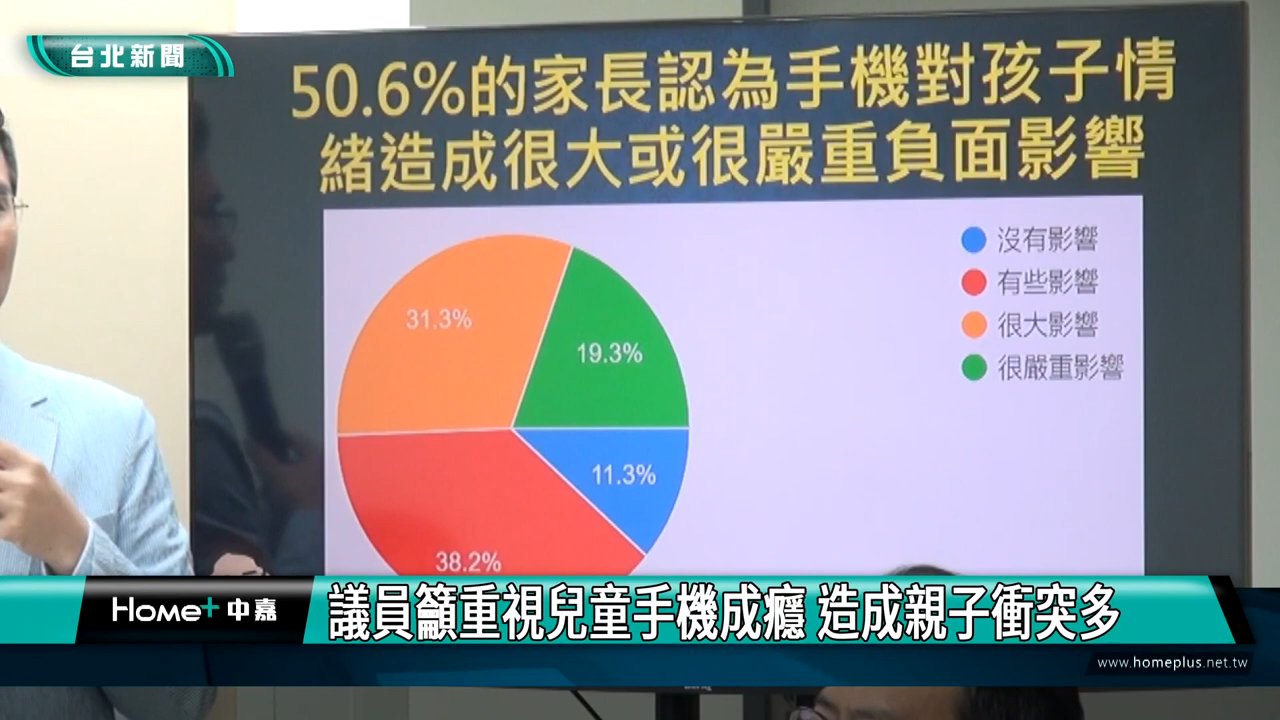 台北新聞
50.6%的家長認為手機對孩子情
緒造成很大或很嚴重負面影響
沒有影響
有些影響
很大影響
很嚴重影響
31.3%
19.3%
11.3%
38.2%
Home+中嘉
議員籲重視兒童手機成癮 造成親子衝突多
www.homeplus.net.tw